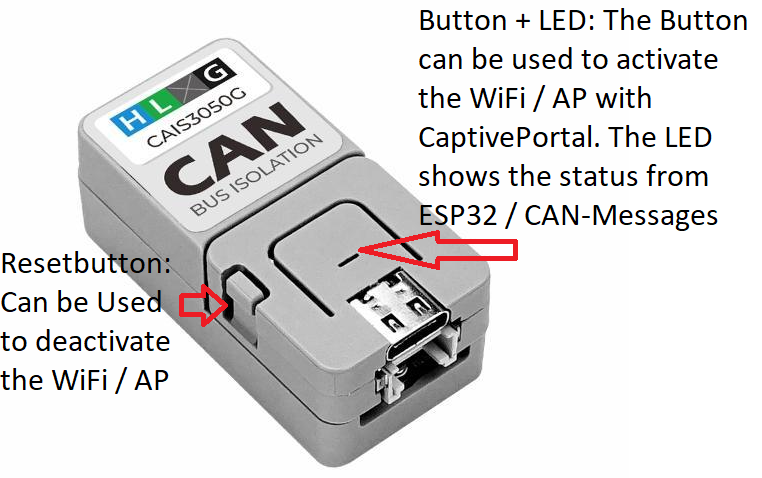 Button + LED: The Button
can be used to activate
the WiFi / AP with
CaptivePortal. The LED
shows the status from
ESP32 / CAN-Messages
H L G
CAIS3050G
CAN
BUS ISOLATION
Resetbutton:
Can be Used
to deactivate
the WiFi / AP